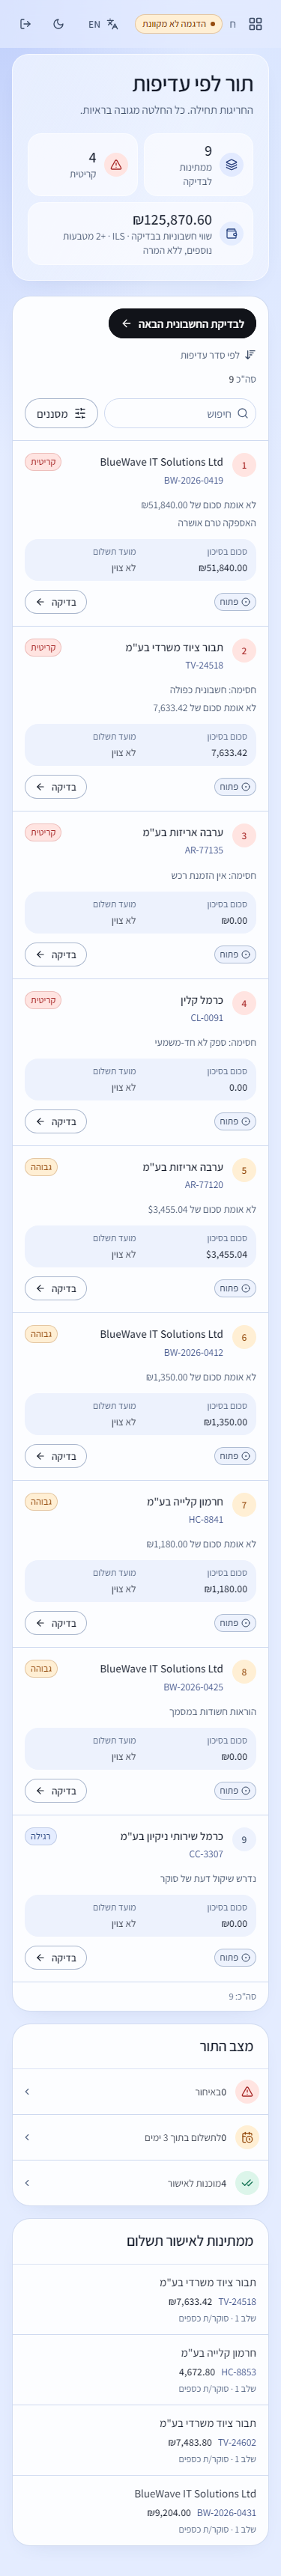 ח
הדגמה לא מקוונת
EN
תור לפי עדיפות
החריגות תחילה. כל החלטה מגובה בראיות.
9
ממתינות
לבדיקה
4
קריטית
₪125,870.60
שווי חשבוניות בבדיקה · ILS · +2 מטבעות
נוספים, ללא המרה
לבדיקת החשבונית הבאה
לפי סדר עדיפות
סה"כ 9
חיפוש
מסננים
1
BlueWave IT Solutions Ltd
קריטית
BW-2026-0419
לא אומת סכום של ₪51,840.00
האספקה טרם אושרה
סכום בסיכון
מועד תשלום
₪51,840.00
לא צוין
פתוח
בדיקה
2
תבור ציוד משרדי בע"מ
קריטית
TV-24518
חסימה: חשבונית כפולה
לא אומת סכום של 7,633.42
סכום בסיכון
מועד תשלום
7,633.42
לא צוין
פתוח
בדיקה
3
ערבה אריזות בע"מ
קריטית
AR-77135
חסימה: אין הזמנת רכש
סכום בסיכון
מועד תשלום
₪0.00
לא צוין
פתוח
בדיקה
4
כרמל קלין
קריטית
CL-0091
חסימה: ספק לא חד-משמעי
סכום בסיכון
מועד תשלום
0.00
לא צוין
פתוח
בדיקה
5
ערבה אריזות בע"מ
גבוהה
AR-77120
לא אומת סכום של $3,455.04
סכום בסיכון
מועד תשלום
$3,455.04
לא צוין
פתוח
בדיקה
6
BlueWave IT Solutions Ltd
גבוהה
BW-2026-0412
לא אומת סכום של ₪1,350.00
סכום בסיכון
מועד תשלום
₪1,350.00
לא צוין
פתוח
בדיקה
7
חרמון קלייה בע"מ
גבוהה
HC-8841
לא אומת סכום של ₪1,180.00
סכום בסיכון
מועד תשלום
₪1,180.00
לא צוין
פתוח
בדיקה
8
BlueWave IT Solutions Ltd
גבוהה
BW-2026-0425
הוראות חשודות במסמך
סכום בסיכון
מועד תשלום
₪0.00
לא צוין
פתוח
בדיקה
9
כרמל שירותי ניקיון בע"מ
רגילה
CC-3307
נדרש שיקול דעת של סוקר
סכום בסיכון
מועד תשלום
₪0.00
לא צוין
פתוח
בדיקה
סה"כ: 9
מצב התור
0באיחור
0לתשלום בתוך 3 ימים
4מוכנות לאישור
ממתינות לאישור תשלום
תבור ציוד משרדי בע"מ
TV-24518 ₪7,633.42
שלב 1 · סוקר/ת כספים
חרמון קלייה בע"מ
HC-8853 4,672.80
שלב 1 · סוקר/ת כספים
תבור ציוד משרדי בע"מ
TV-24602 ₪7,483.80
שלב 1 · סוקר/ת כספים
BlueWave IT Solutions Ltd
BW-2026-0431 ₪9,204.00
שלב 1 · סוקר/ת כספים